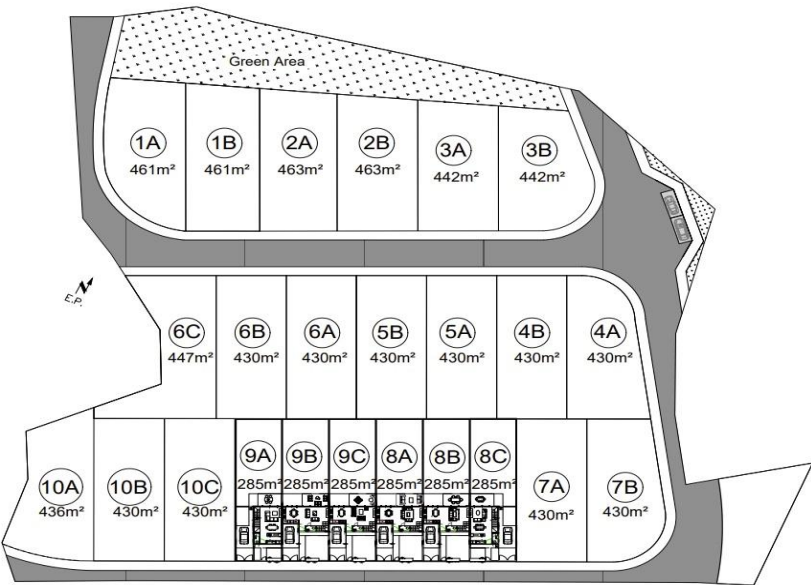 Green Area
1A
461m²
1B
461m²
2A
463m²
2B
463m²
3A
442m²
3B
442m²
E.P.
6C
447m²
6B
430m²
6A
430m²
5B
430m²
5A
430m²
4B
430m²
4A
430m²
10A
436m²
10B
430m²
10C
430m²
9A
285m²
9B
285m²
9C
285m²
8A
285m²
8B
285m²
8C
285m²
7A
430m²
7B
430m²